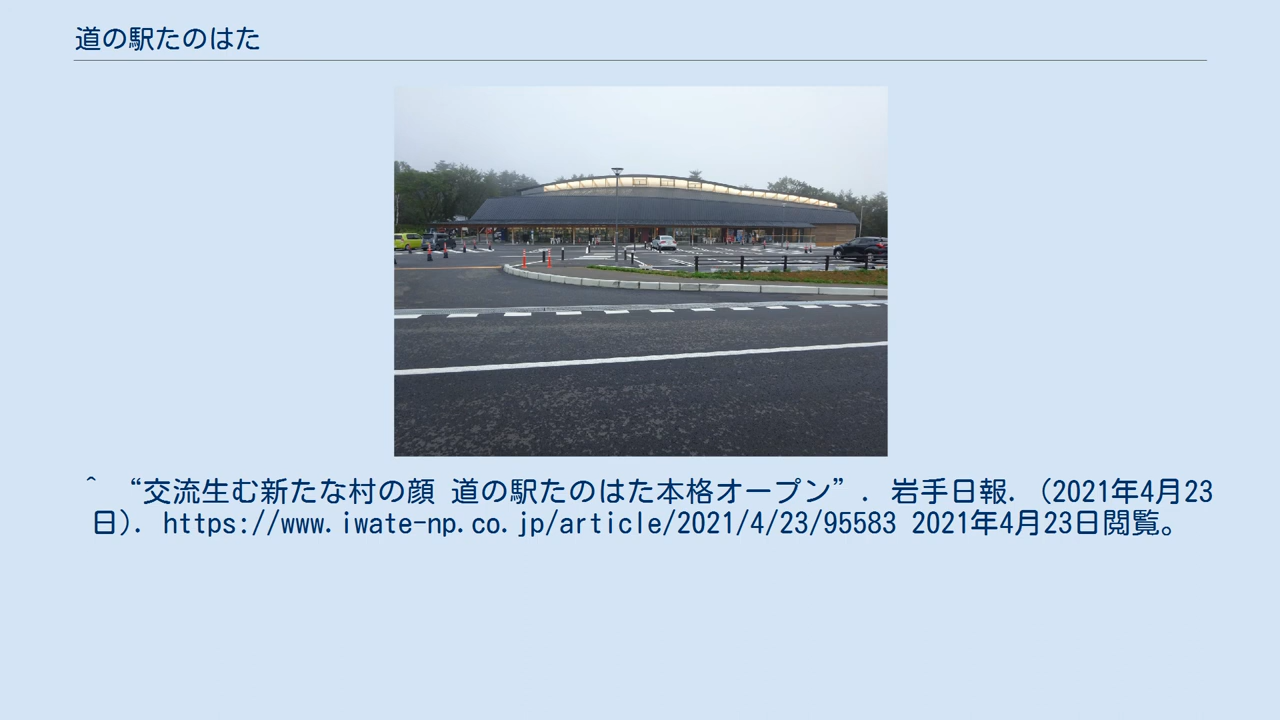 道の駅たのはた
^ “交流生む新たな村の顔 道の駅たのはた本格オープン”. 岩手日報. (2021年4月23
日). https://www.iwate-np.co.jp/article/2021/4/23/95583 2021年4月23日閲覧。